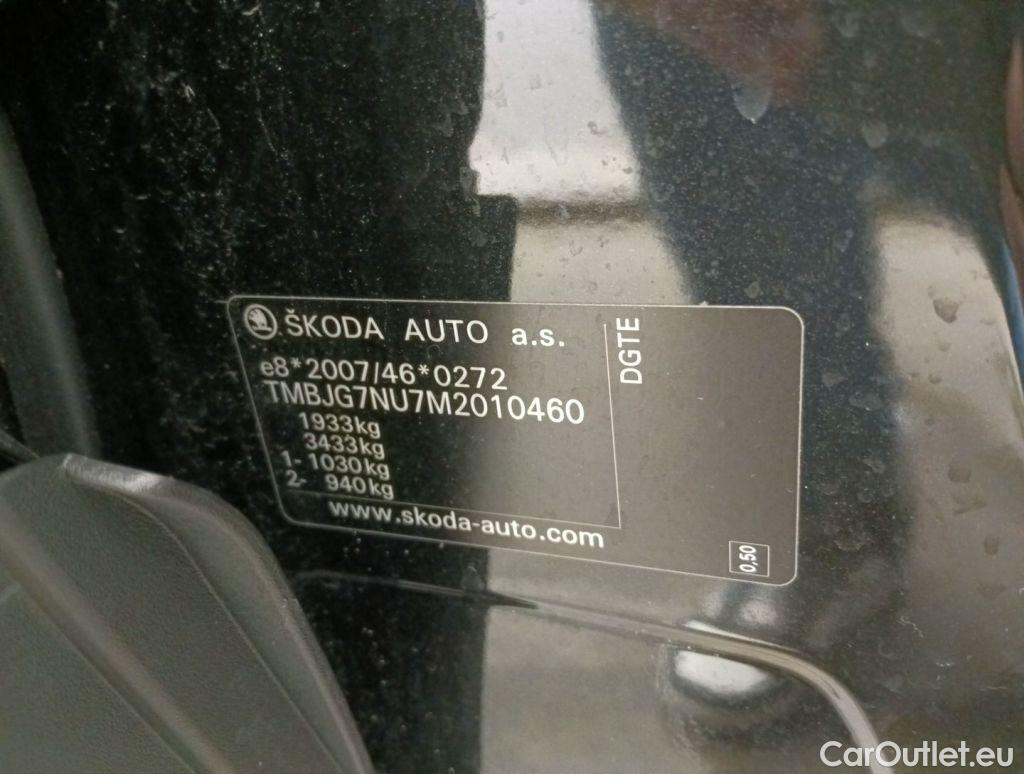 ŠKODA AUTO a.s.
e8*2007/46*0272
TMBJG7NU7M2010460
1933kg
3433kg
1- 1030kg
2- 940kg
www.skoda-auto.com
DGTE
0,50
CarOutlet.eu